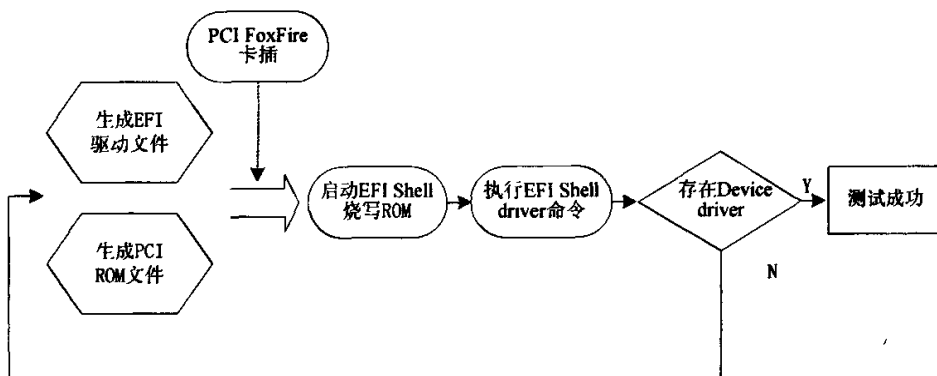 PCI FoxFire
卡插
生成EFI
驱动文件
生成PCI
ROM文件
启动EFI Shell
烧写ROM
执行EFI Shell
driver命令
存在Device
driver
Y
测试成功
N